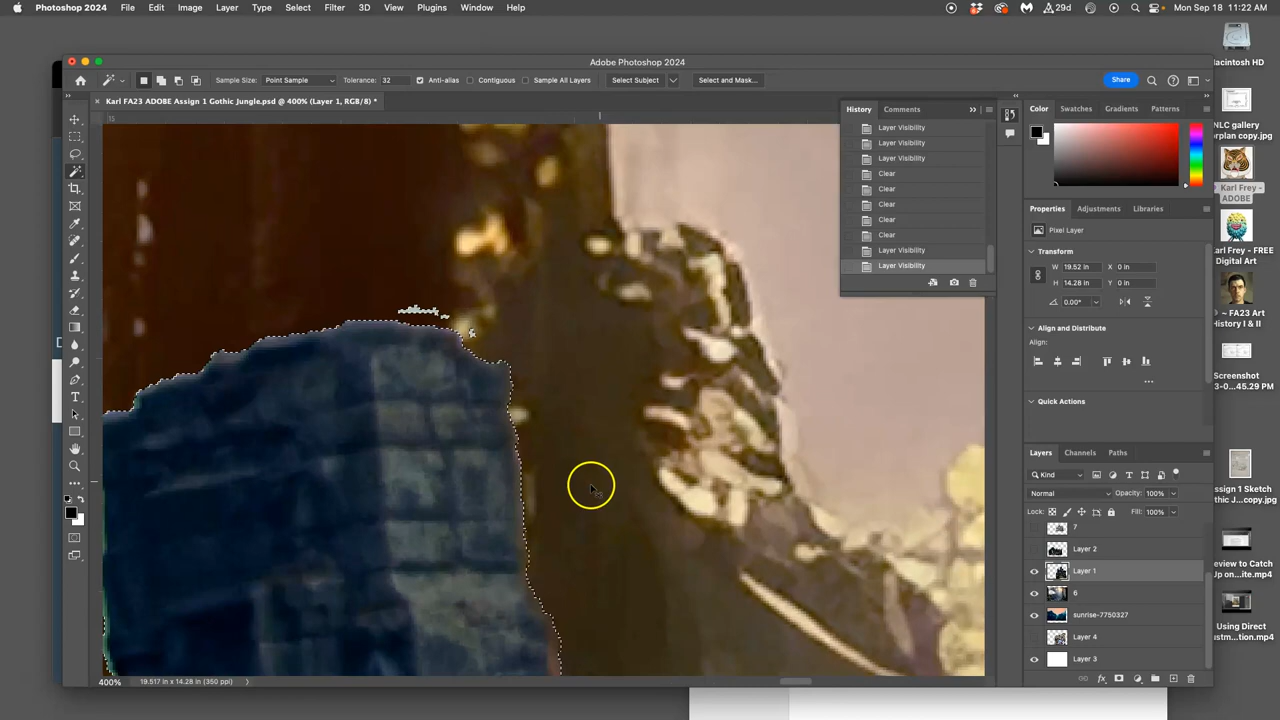 Photoshop 2024 File Edit Image Layer Type Select Filter 3D View Plugins Window Help 29d Mon Sep 18 11:22 AM
Adobe Photoshop 2024
Sample Size: Point Sample Tolerance: 32 Anti-alias Contiguous Sample All Layers Select Subject Select and Mask... Share
Karl FA23 ADOBE Assign 1 Gothic Jungle.psd @ 400% (Layer 1, RGB/8) *
15
History Comments
Layer Visibility
Layer Visibility
Layer Visibility
Clear
Clear
Clear
Clear
Clear
Layer Visibility
Layer Visibility
Color Swatches Gradients Patterns
Properties Adjustments Libraries
Pixel Layer
Transform
W 19.52 in X 0 in
H 14.28 in Y 0 in
0.00°
Align and Distribute
Align:
Quick Actions
Layers Channels Paths
Kind
Normal Opacity: 100%
Lock: Fill: 100%
7
Layer 2
Layer 1
6
sunrise-7750327
Layer 4
Layer 3
400% 19.517 in x 14.28 in (350 ppi)
Macintosh HD
NLC gallery
Karl Frey -
ADOBE
Karl Frey - FREE
Digital Art
~ FA23 Art
History I & II
Screenshot
3-0...45.29 PM